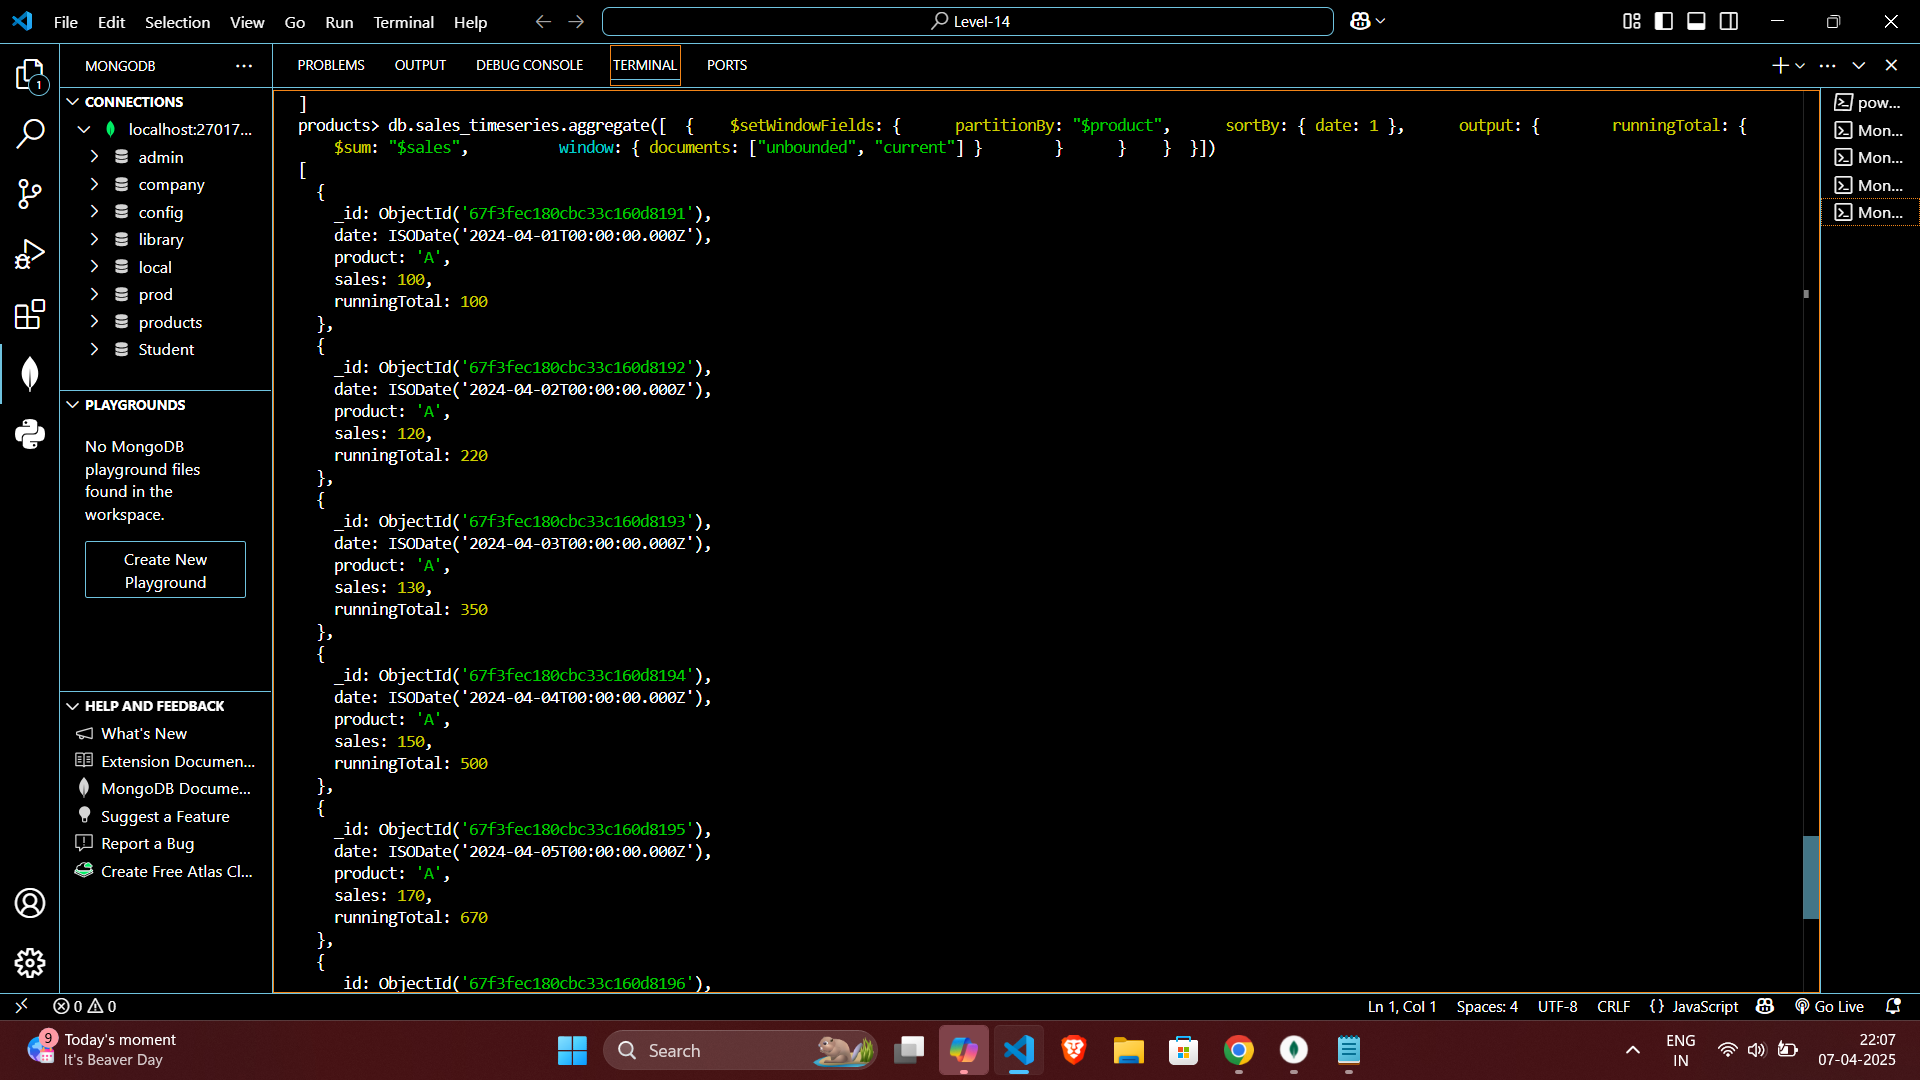 File Edit Selection View Go Run Terminal Help
Level-14
MONGODB
PROBLEMS OUTPUT DEBUG CONSOLE TERMINAL PORTS
1
CONNECTIONS
localhost:27017...
admin
company
config
library
local
prod
products
Student
PLAYGROUNDS
No MongoDB
playground files
found in the
workspace.
Create New
Playground
HELP AND FEEDBACK
What's New
Extension Documen...
MongoDB Docume...
Suggest a Feature
Report a Bug
Create Free Atlas Cl...
]
products> db.sales_timeseries.aggregate([ { $setWindowFields: { partitionBy: "$product", sortBy: { date: 1 }, output: { runningTotal: {
$sum: "$sales", window: { documents: ["unbounded", "current"] } } } } }])
[
{
_id: ObjectId('67f3fec180cbc33c160d8191'),
date: ISODate('2024-04-01T00:00:00.000Z'),
product: 'A',
sales: 100,
runningTotal: 100
},
{
_id: ObjectId('67f3fec180cbc33c160d8192'),
date: ISODate('2024-04-02T00:00:00.000Z'),
product: 'A',
sales: 120,
runningTotal: 220
},
{
_id: ObjectId('67f3fec180cbc33c160d8193'),
date: ISODate('2024-04-03T00:00:00.000Z'),
product: 'A',
sales: 130,
runningTotal: 350
},
{
_id: ObjectId('67f3fec180cbc33c160d8194'),
date: ISODate('2024-04-04T00:00:00.000Z'),
product: 'A',
sales: 150,
runningTotal: 500
},
{
_id: ObjectId('67f3fec180cbc33c160d8195'),
date: ISODate('2024-04-05T00:00:00.000Z'),
product: 'A',
sales: 170,
runningTotal: 670
},
{
_id: ObjectId('67f3fec180cbc33c160d8196'),
pow...
Mon...
Mon...
Mon...
Mon...
0 0
Ln 1, Col 1 Spaces: 4 UTF-8 CRLF {} JavaScript Go Live
9
Today's moment
It's Beaver Day
Search
ENG
IN
22:07
07-04-2025